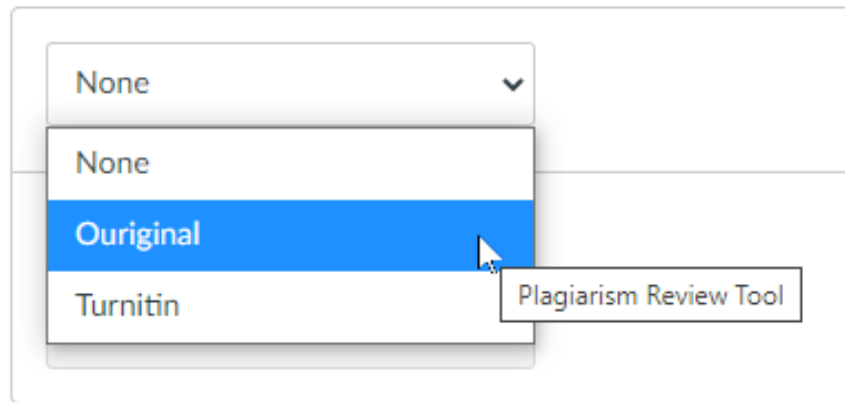 None
None
Ouriginal
Turnitin
Plagiarism Review Tool